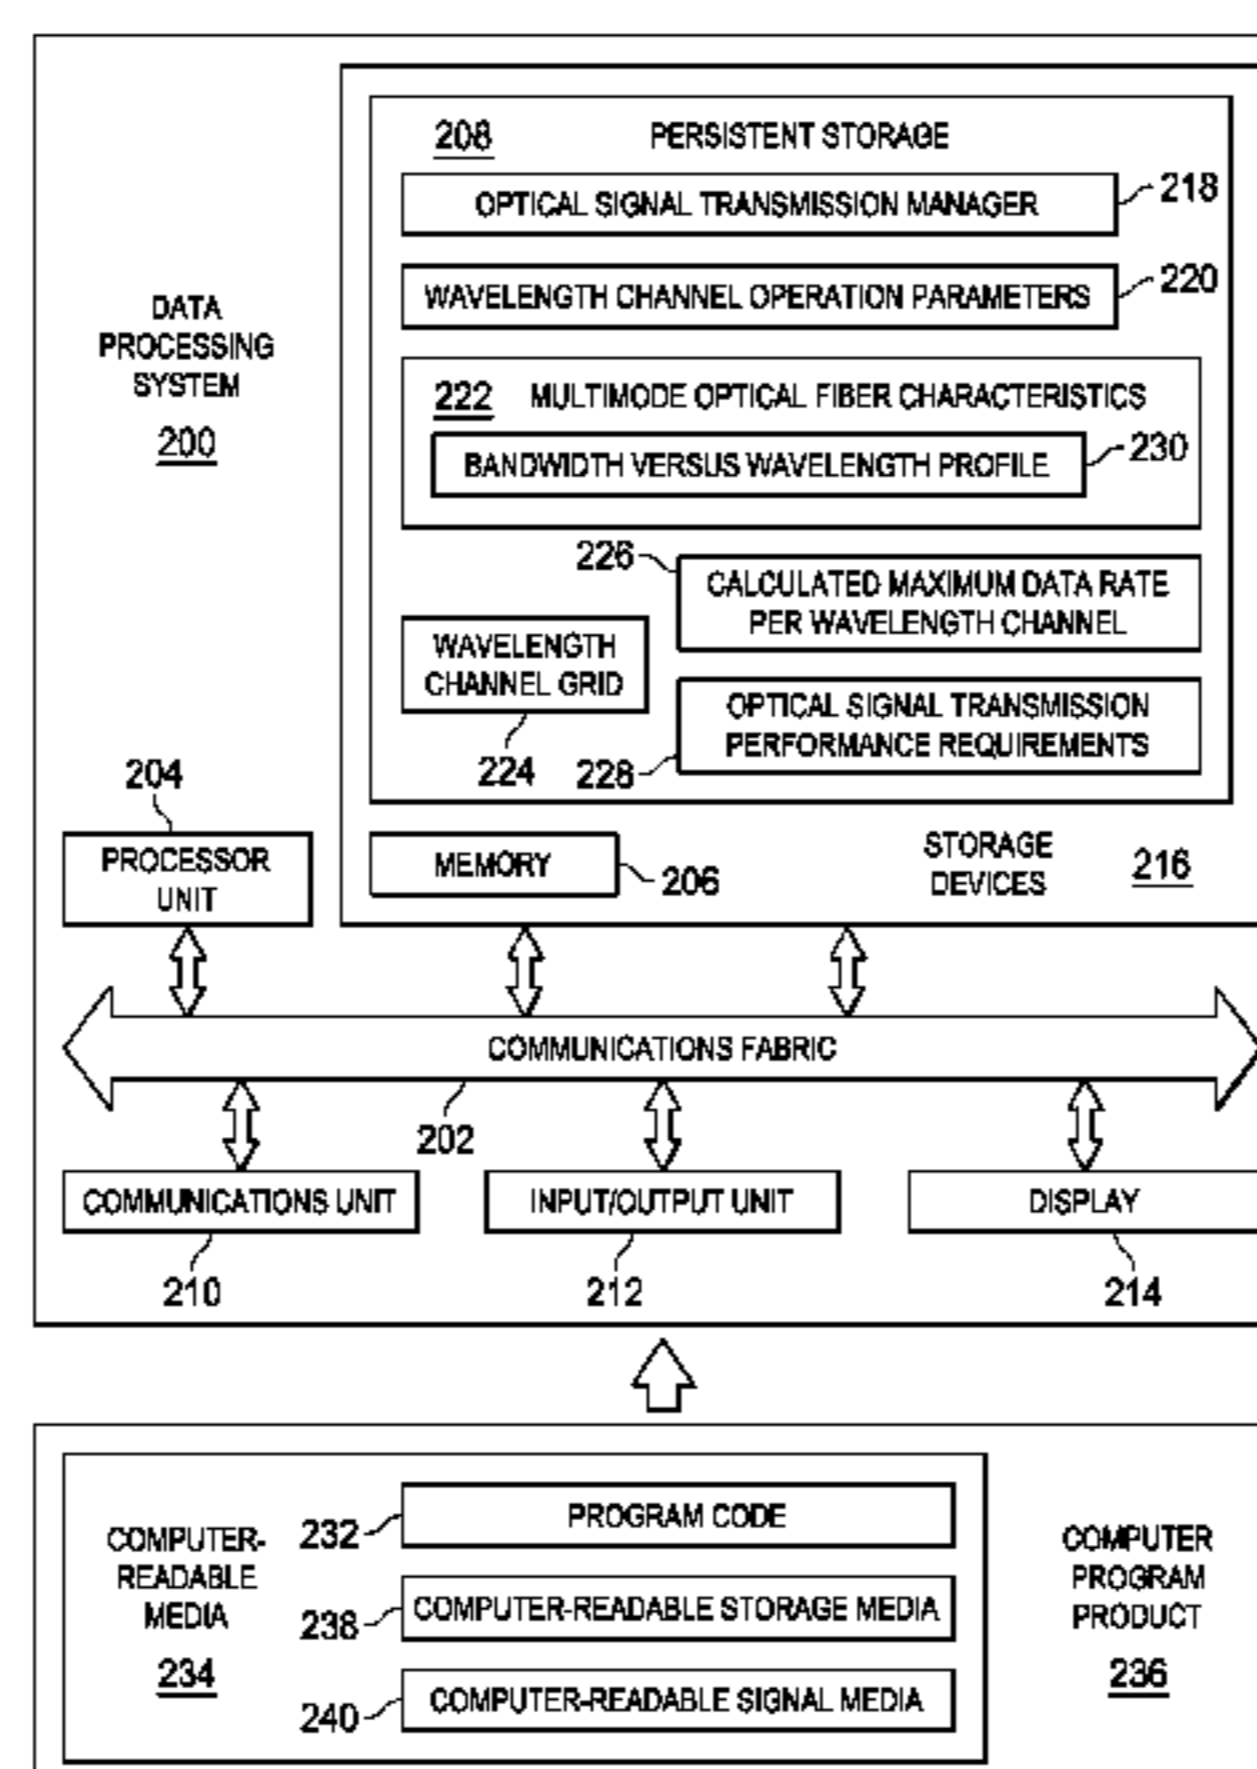 208 PERSISTENT STORAGE
OPTICAL SIGNAL TRANSMISSION MANAGER 218
WAVELENGTH CHANNEL OPERATION PARAMETERS 220
DATA
PROCESSING
SYSTEM
200
222 MULTIMODE OPTICAL FIBER CHARACTERISTICS
BANDWIDTH VERSUS WAVELENGTH PROFILE 230
226
CALCULATED MAXIMUM DATA RATE
PER WAVELENGTH CHANNEL
WAVELENGTH
CHANNEL GRID
224
OPTICAL SIGNAL TRANSMISSION
PERFORMANCE REQUIREMENTS
228
204
PROCESSOR
UNIT
MEMORY 206
STORAGE
DEVICES
216
COMMUNICATIONS FABRIC
202
COMMUNICATIONS UNIT
210
INPUT/OUTPUT UNIT
212
DISPLAY
214
COMPUTER-
READABLE
MEDIA
234
232 PROGRAM CODE
238 COMPUTER-READABLE STORAGE MEDIA
240 COMPUTER-READABLE SIGNAL MEDIA
COMPUTER
PROGRAM
PRODUCT
236